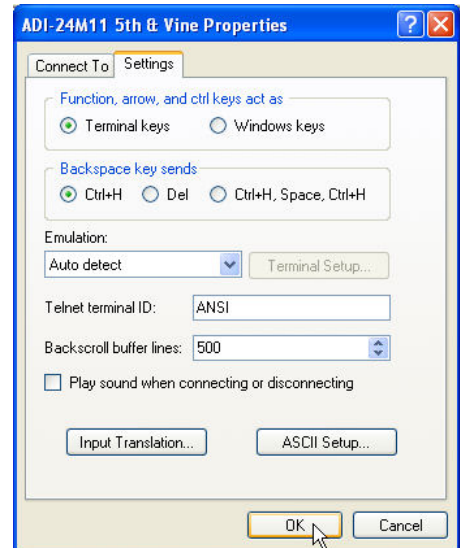 ADI-24M11 5th & Vine Properties
Connect To Settings
Function, arrow, and ctrl keys act as
Terminal keys Windows keys
Backspace key sends
Ctrl+H Del Ctrl+H, Space, Ctrl+H
Emulation:
Auto detect Terminal Setup...
Telnet terminal ID: ANSI
Backscroll buffer lines: 500
Play sound when connecting or disconnecting
Input Translation... ASCII Setup...
OK Cancel